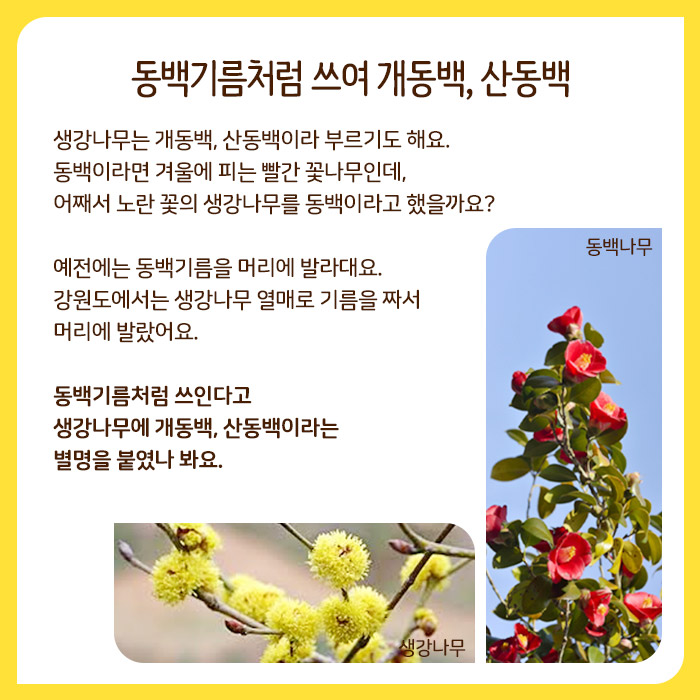 동백기름처럼 쓰여 개동백, 산동백
생강나무는 개동백, 산동백이라 부르기도 해요.
동백이라면 겨울에 피는 빨간 꽃나무인데,
어째서 노란 꽃의 생강나무를 동백이라고 했을까요?
예전에는 동백기름을 머리에 발라대요.
강원도에서는 생강나무 열매로 기름을 짜서
머리에 발랐어요.
동백기름처럼 쓰인다고
생강나무에 개동백, 산동백이라는
별명을 붙였나 봐요.
동백나무
생강나무